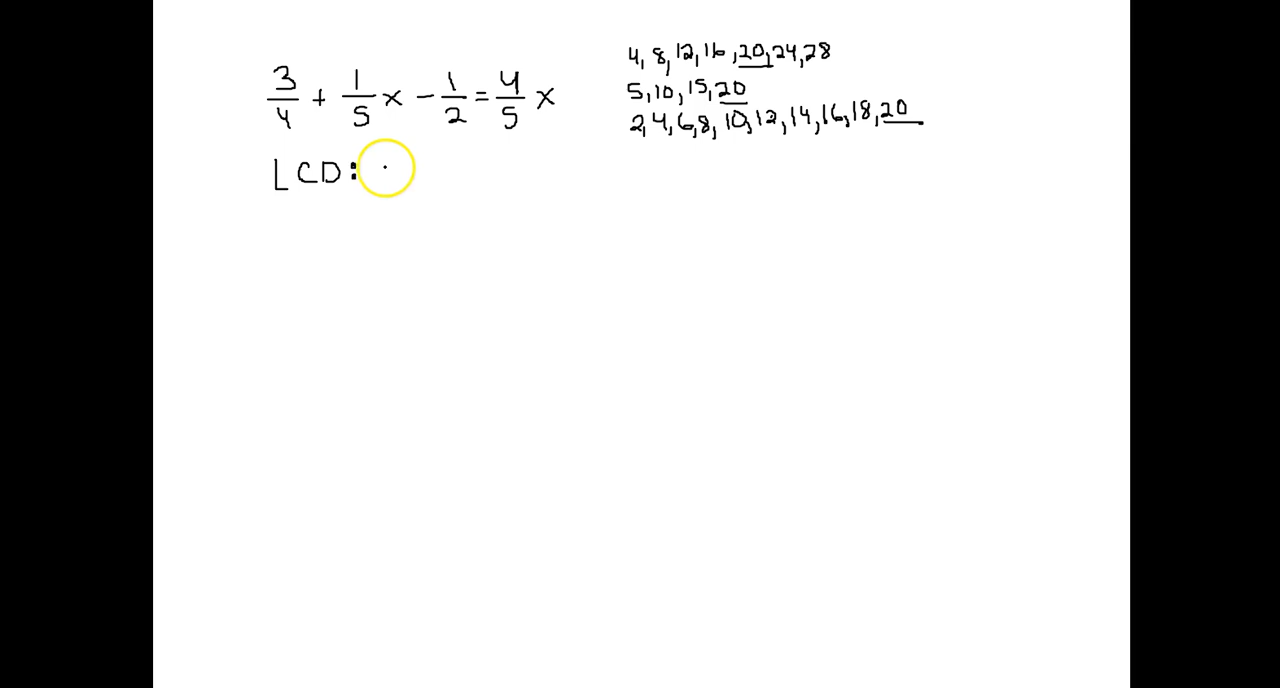 3/4 + 1/5 x - 1/2 = 4/5 x
LCD:
4, 8, 12, 16, 20, 24, 28
5, 10, 15, 20
2, 4, 6, 8, 10, 12, 14, 16, 18, 20